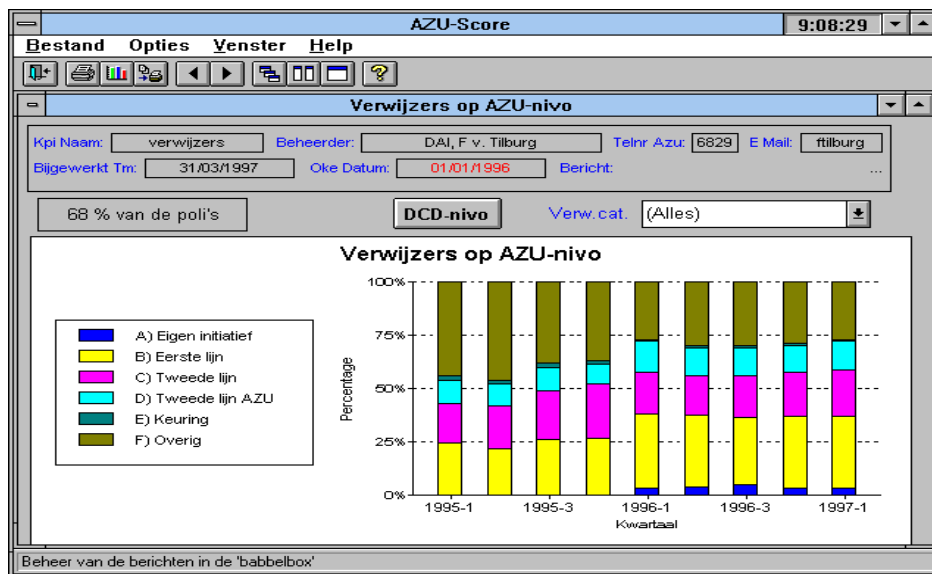 AZU-Score 9:08:29
Bestand Opties Venster Help
Verwijzers op AZU-nivo
Kpi Naam: verwijzers Beheerder: DAI, F v. Tilburg Telnr Azu: 6829 E Mail: ftilburg
Bijgewerkt Tm: 31/03/1997 Oke Datum: 01/01/1996 Bericht: ...
68 % van de poli's DCD-nivo Verw.cat. (Alles)
Verwijzers op AZU-nivo
A) Eigen initiatief
B) Eerste lijn
C) Tweede lijn
D) Tweede lijn AZU
E) Keuring
F) Overig
Percentage
100%
75%
50%
25%
0%
1995-1 1995-3 1996-1 1996-3 1997-1
Kwartaal
Beheer van de berichten in de 'babbelbox'